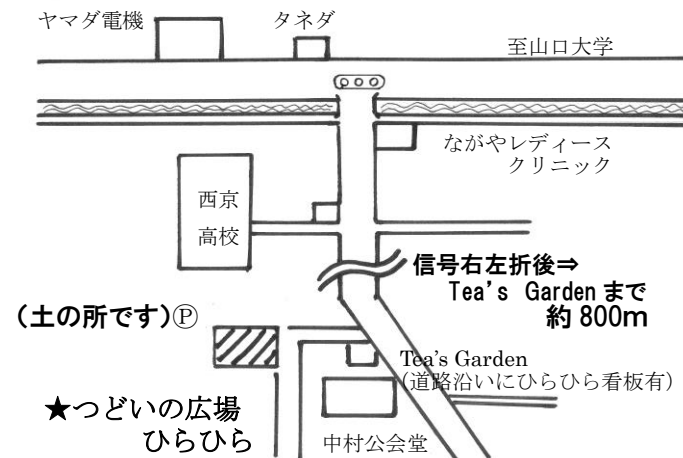 ヤマダ電機
タネダ
至山口大学
ながやレディース
クリニック
西京
高校
信号右左折後⇒
Tea's Gardenまで
約800m
(土の所です)Ⓟ
Tea's Garden
(道路沿いにひらひら看板有)
★つどいの広場
ひらひら
中村公会堂